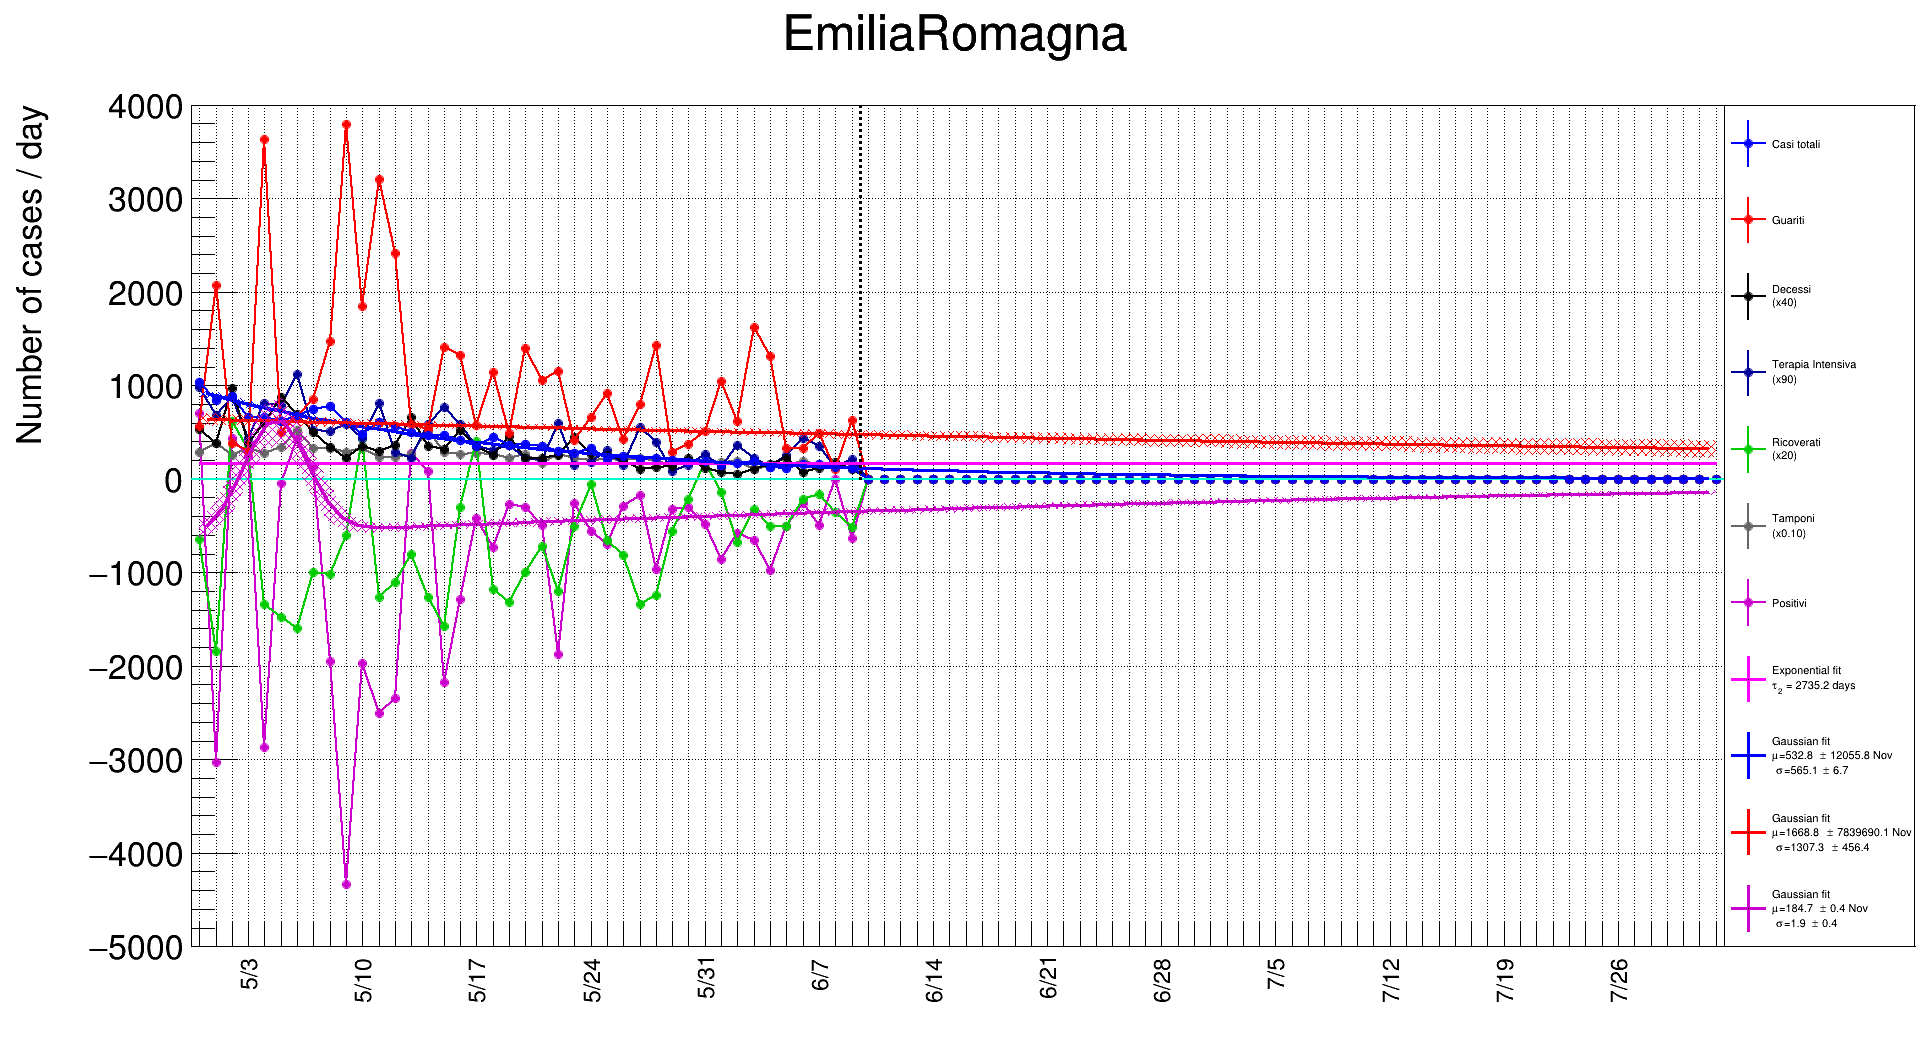 EmiliaRomagna
Number of cases / day
4000
3000
2000
1000
0
−1000
−2000
−3000
−4000
−5000
5/3
5/10
5/17
5/24
5/31
6/7
6/14
6/21
6/28
7/5
7/12
7/19
7/26
Casi totali
Guariti
Decessi
(x40)
Terapia Intensiva
(x90)
Ricoverati
(x20)
Tamponi
(x0.10)
Positivi
Exponential fit
τ2 = 2735.2 days
Gaussian fit
μ=532.8 ± 12055.8 Nov
σ=565.1 ± 6.7
Gaussian fit
μ=1668.8 ± 7839690.1 Nov
σ=1307.3 ± 456.4
Gaussian fit
μ=184.7 ± 0.4 Nov
σ=1.9 ± 0.4